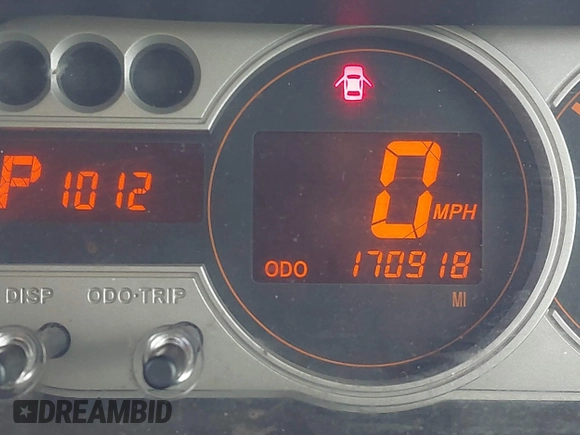 P 1012
0 MPH
ODO 170918
MI
DISP ODO·TRIP
DREAMBID